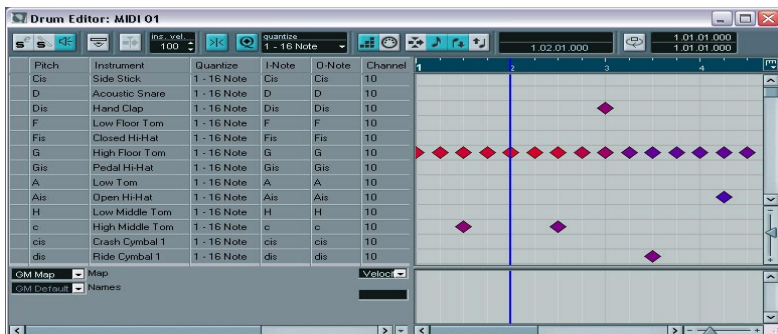 Drum Editor: MIDI 01
ins. vel.
100
quantize
1 - 16 Note
1.02.01.000
1.01.01.000
1.01.01.000
Pitch Instrument Quantize I-Note O-Note Channel 1 2 3 4
Cis Side Stick 1 - 16 Note Cis Cis 10
D Acoustic Snare 1 - 16 Note D D 10
Dis Hand Clap 1 - 16 Note Dis Dis 10
F Low Floor Tom 1 - 16 Note F F 10
Fis Closed Hi-Hat 1 - 16 Note Fis Fis 10
G High Floor Tom 1 - 16 Note G G 10
Gis Pedal Hi-Hat 1 - 16 Note Gis Gis 10
A Low Tom 1 - 16 Note A A 10
Ais Open Hi-Hat 1 - 16 Note Ais Ais 10
H Low Middle Tom 1 - 16 Note H H 10
c High Middle Tom 1 - 16 Note c c 10
cis Crash Cymbal 1 1 - 16 Note cis cis 10
dis Ride Cymbal 1 1 - 16 Note dis dis 10
GM Map Map Veloci
GM Default Names